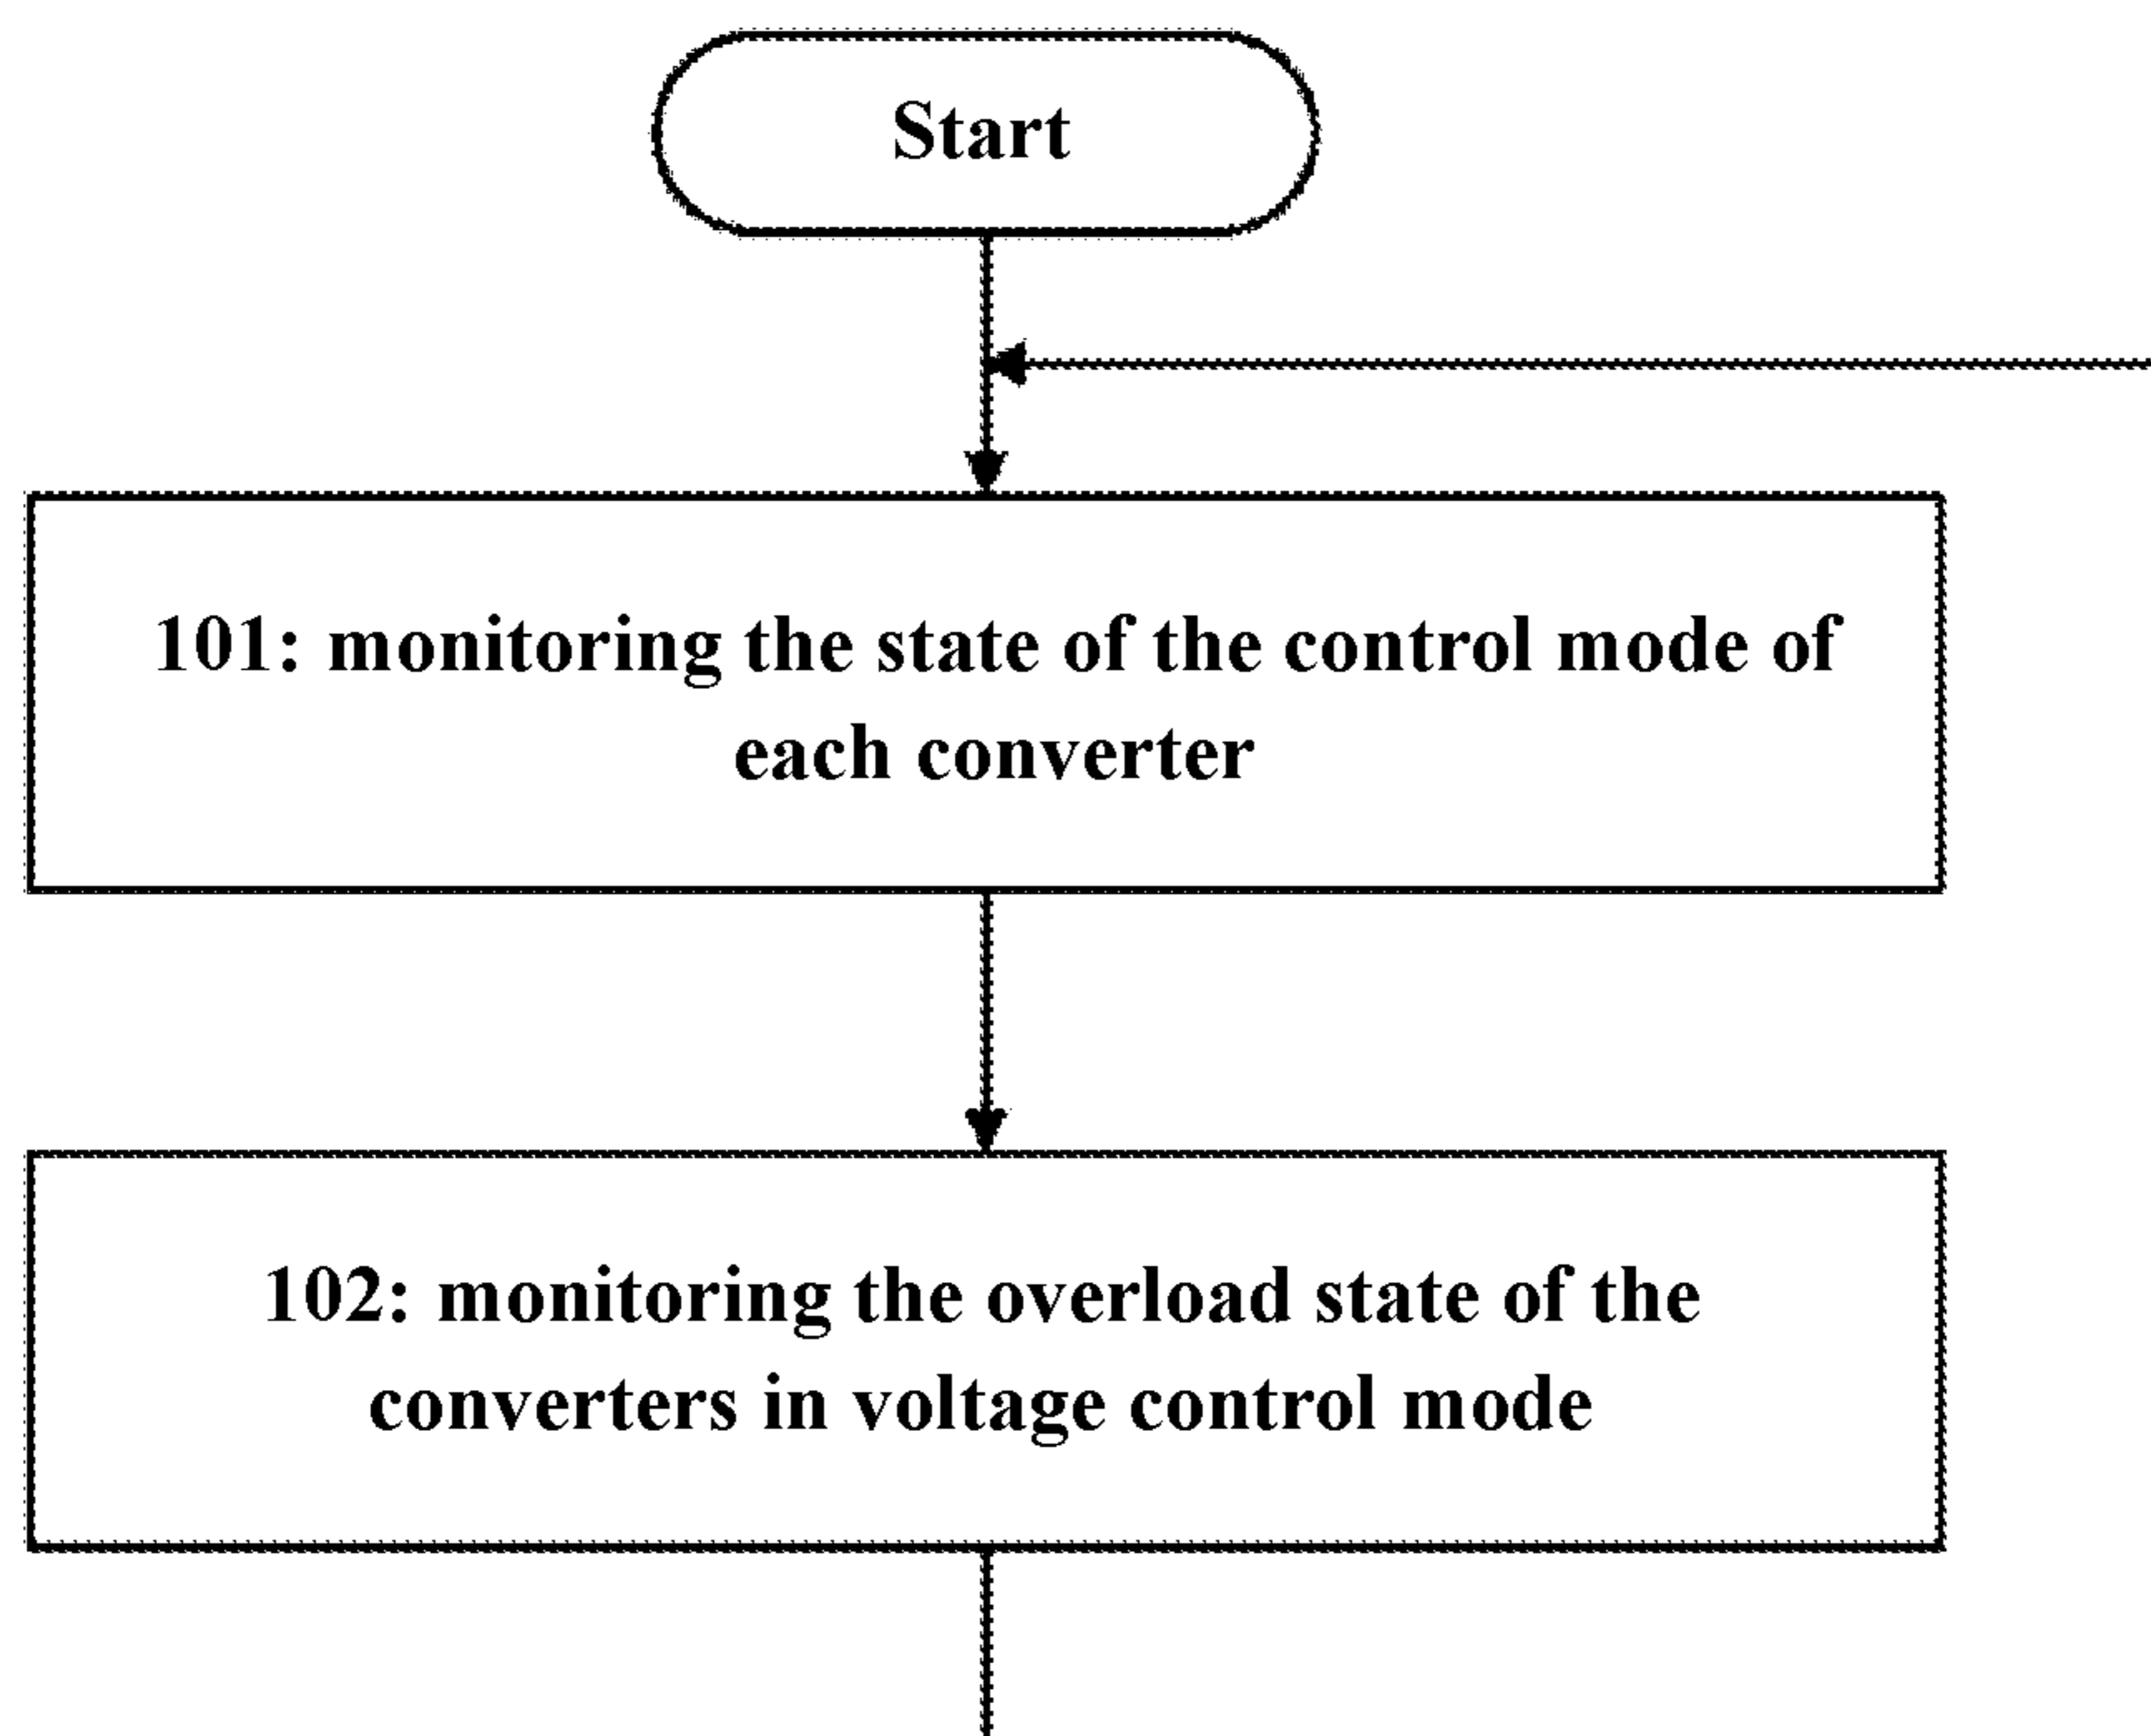 Start
101: monitoring the state of the control mode of
each converter
102: monitoring the overload state of the
converters in voltage control mode